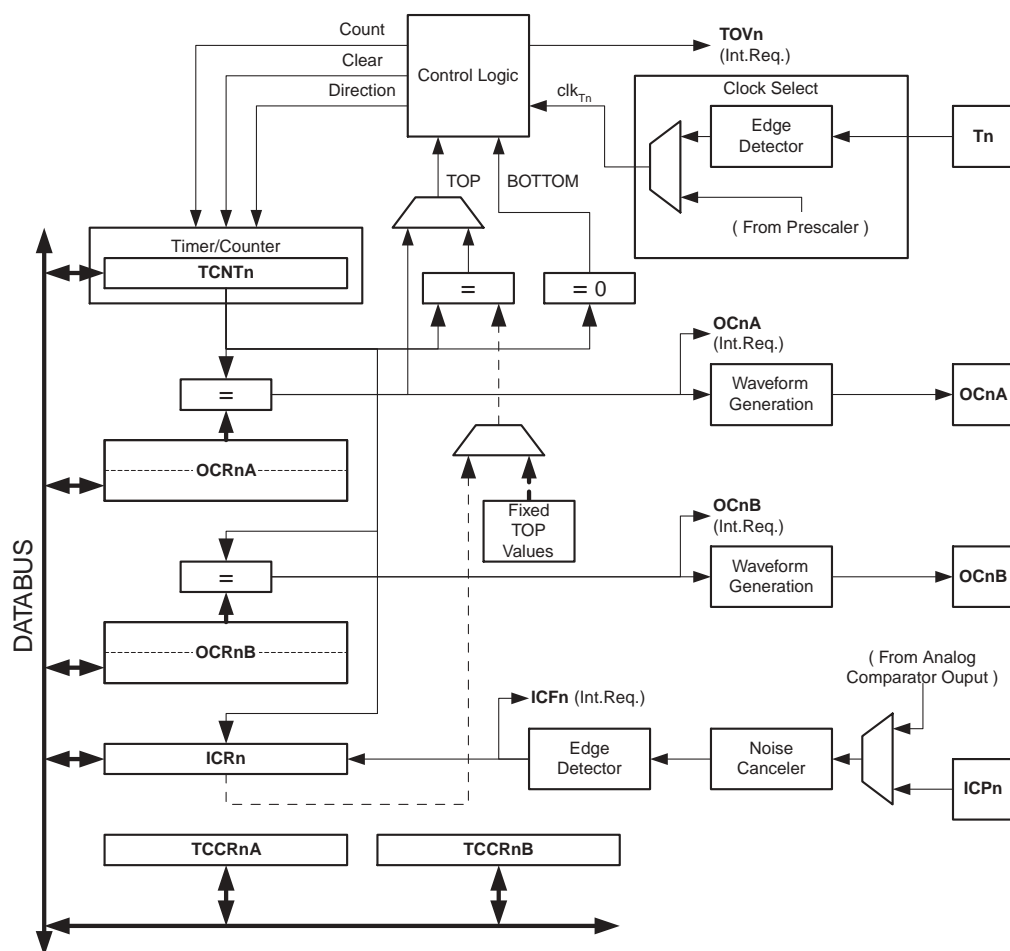 Count
Clear
Direction
Control Logic
TOVn
(Int.Req.)
clkTn
Clock Select
Edge
Detector
Tn
( From Prescaler )
TOP
BOTTOM
Timer/Counter
TCNTn
=
= 0
=
OCRnA
OCnA
(Int.Req.)
Waveform
Generation
OCnA
Fixed
TOP
Values
DATABUS
=
OCRnB
OCnB
(Int.Req.)
Waveform
Generation
OCnB
( From Analog
Comparator Ouput )
ICFn (Int.Req.)
ICRn
Edge
Detector
Noise
Canceler
ICPn
TCCRnA
TCCRnB